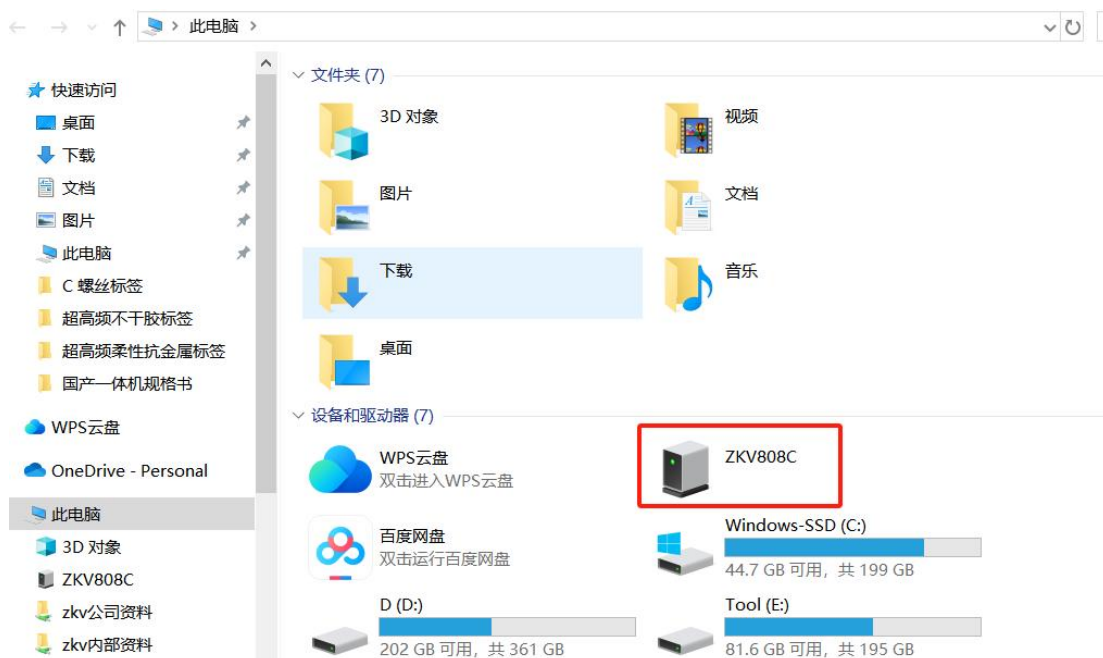 此电脑
快速访问
桌面
下载
文档
图片
此电脑
C 螺丝标签
超高频不干胶标签
超高频柔性抗金属标签
国产一体机规格书
WPS云盘
OneDrive - Personal
此电脑
3D 对象
ZKV808C
zkv公司资料
zkv内部资料
文件夹 (7)
3D 对象
视频
图片
文档
下载
音乐
桌面
设备和驱动器 (7)
WPS云盘
双击进入WPS云盘
ZKV808C
百度网盘
双击运行百度网盘
Windows-SSD (C:)
44.7 GB 可用，共 199 GB
D (D:)
202 GB 可用，共 361 GB
Tool (E:)
81.6 GB 可用，共 195 GB